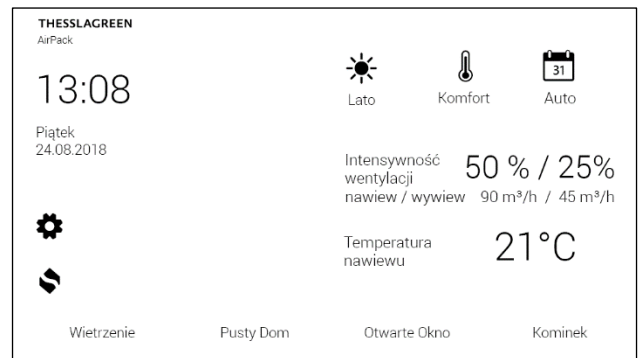 THESSLAGREEN
AirPack
13:08
Piątek
24.08.2018
31
Lato Komfort Auto
Intensywność
wentylacji
nawiew / wywiew
50 % / 25%
90 m³/h / 45 m³/h
Temperatura
nawiewu
21°C
Wietrzenie Pusty Dom Otwarte Okno Kominek